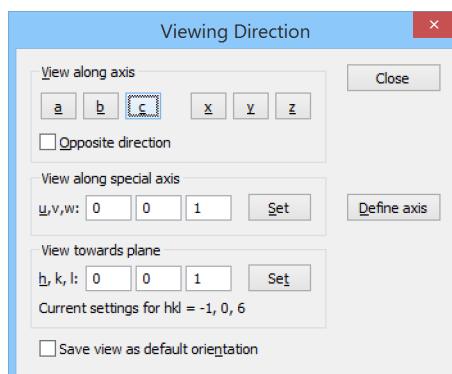 Viewing Direction
×
View along axis
Close
a b c x y z
Opposite direction
View along special axis
u,v,w: 0 0 1 Set
Define axis
View towards plane
h, k, l: 0 0 1 Set
Current settings for hkl = -1, 0, 6
Save view as default orientation